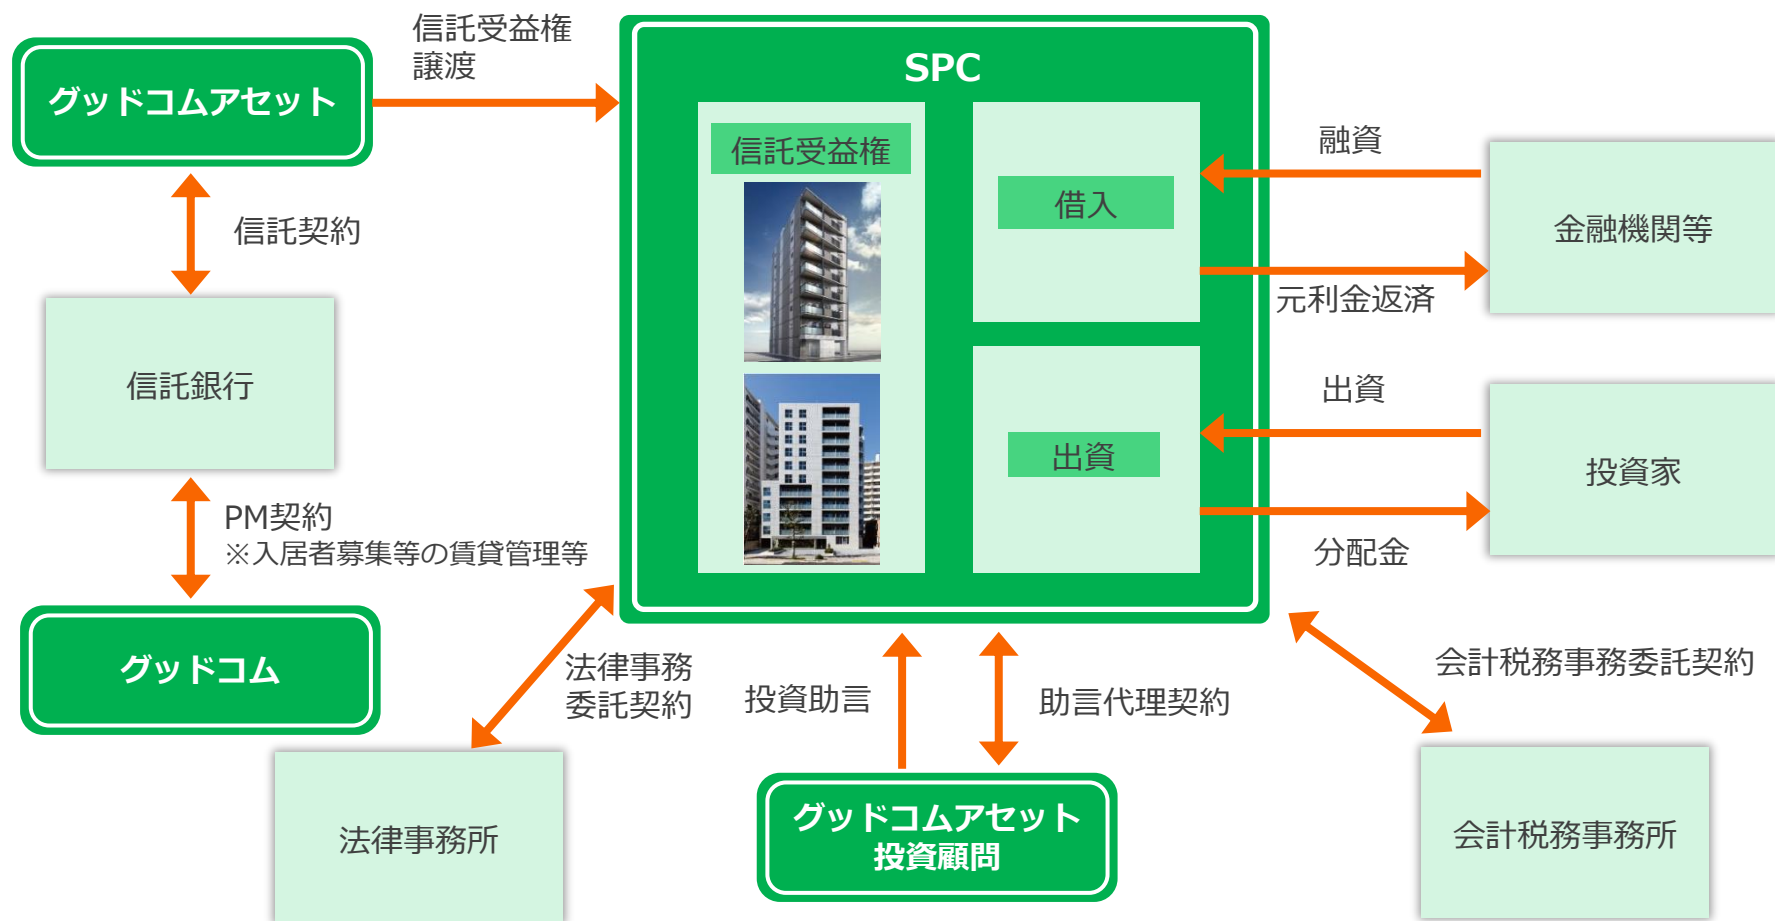 信託受益権
譲渡
グッドコムアセット
SPC
信託受益権
借入
融資
金融機関等
元利金返済
信託契約
信託銀行
出資
出資
投資家
分配金
PM契約
※入居者募集等の賃貸管理等
グッドコム
法律事務
委託契約
投資助言
助言代理契約
会計税務事務委託契約
法律事務所
グッドコムアセット
投資顧問
会計税務事務所